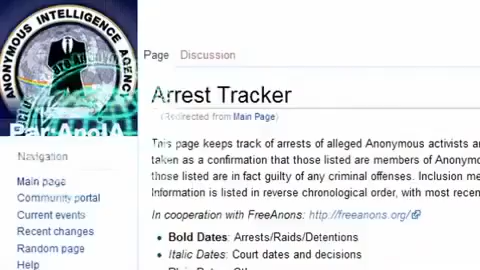 ANONYMOUS INTELLIGENCE AGENCY
Par:AnoIA
Page Discussion
Arrest Tracker
(Redirected from Main Page)
This page keeps track of arrests of alleged Anonymous activists an
taken as a confirmation that those listed are members of Anonymo
those listed are in fact guilty of any criminal offenses. Inclusion me
Information is listed in reverse chronological order, with most recen
In cooperation with FreeAnons: http://freeanons.org/
Bold Dates: Arrests/Raids/Detentions
Italic Dates: Court dates and decisions
Navigation
Main page
Community portal
Current events
Recent changes
Random page
Help